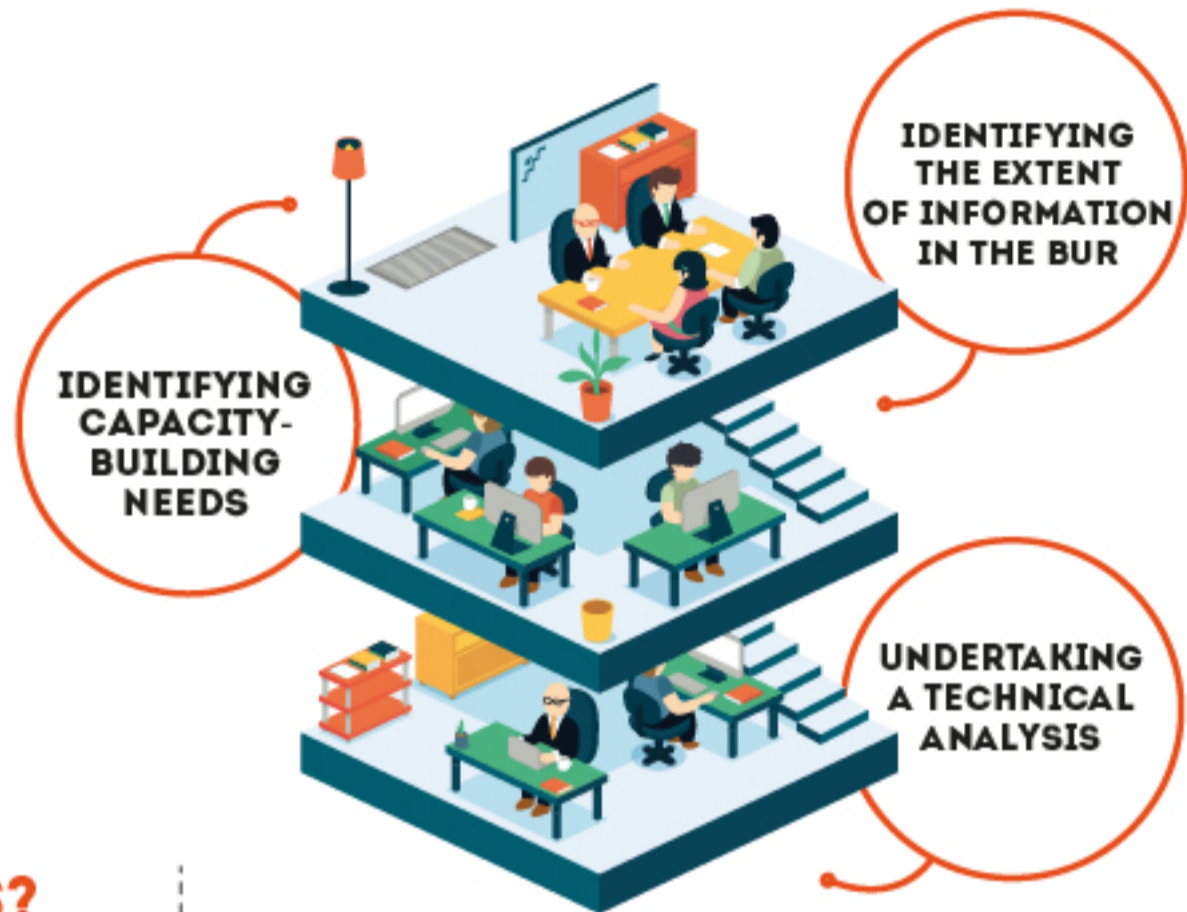 IDENTIFYING
THE EXTENT
OF INFORMATION
IN THE BUR
IDENTIFYING
CAPACITY-
BUILDING
NEEDS
UNDERTAKING
A TECHNICAL
ANALYSIS
S?